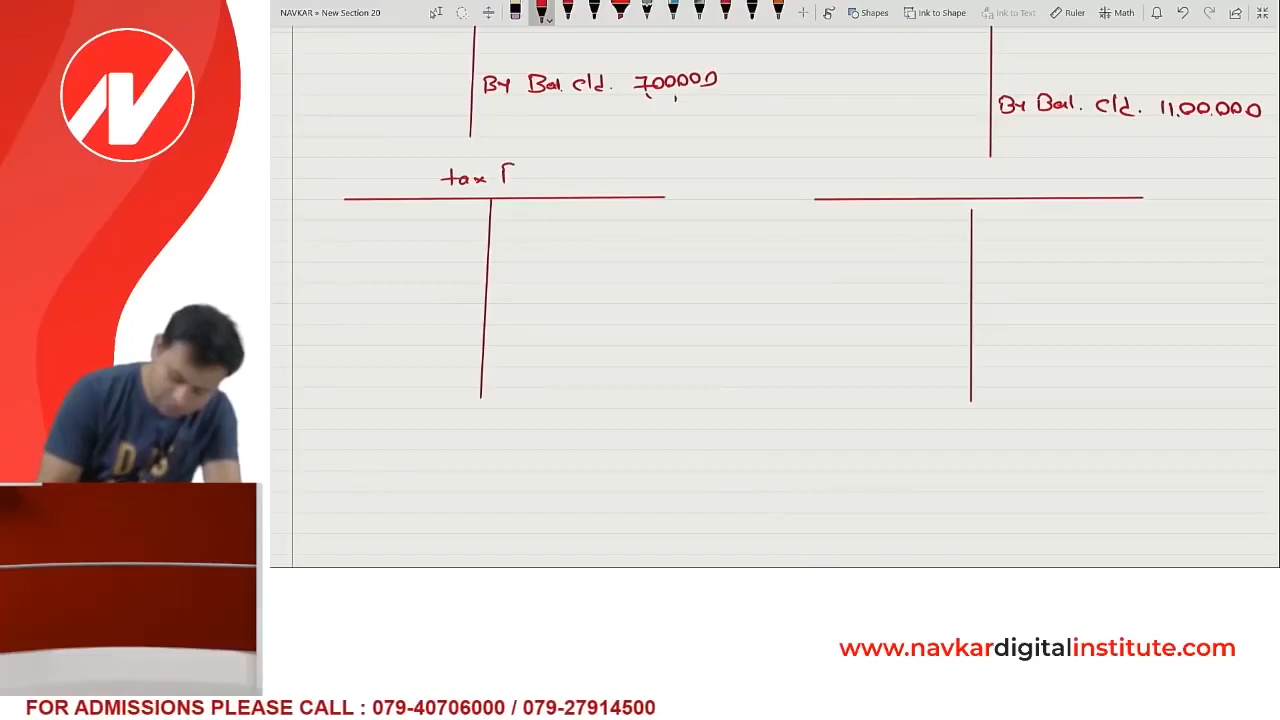 NAVKAR » New Section 20
Shapes
Ink to Shape
Ink to Text
Ruler
Math
By Bal. c/d. 700000
By Bal. c/d. 11,00,000
tax P
www.navkardigitalinstitute.com
FOR ADMISSIONS PLEASE CALL : 079-40706000 / 079-27914500